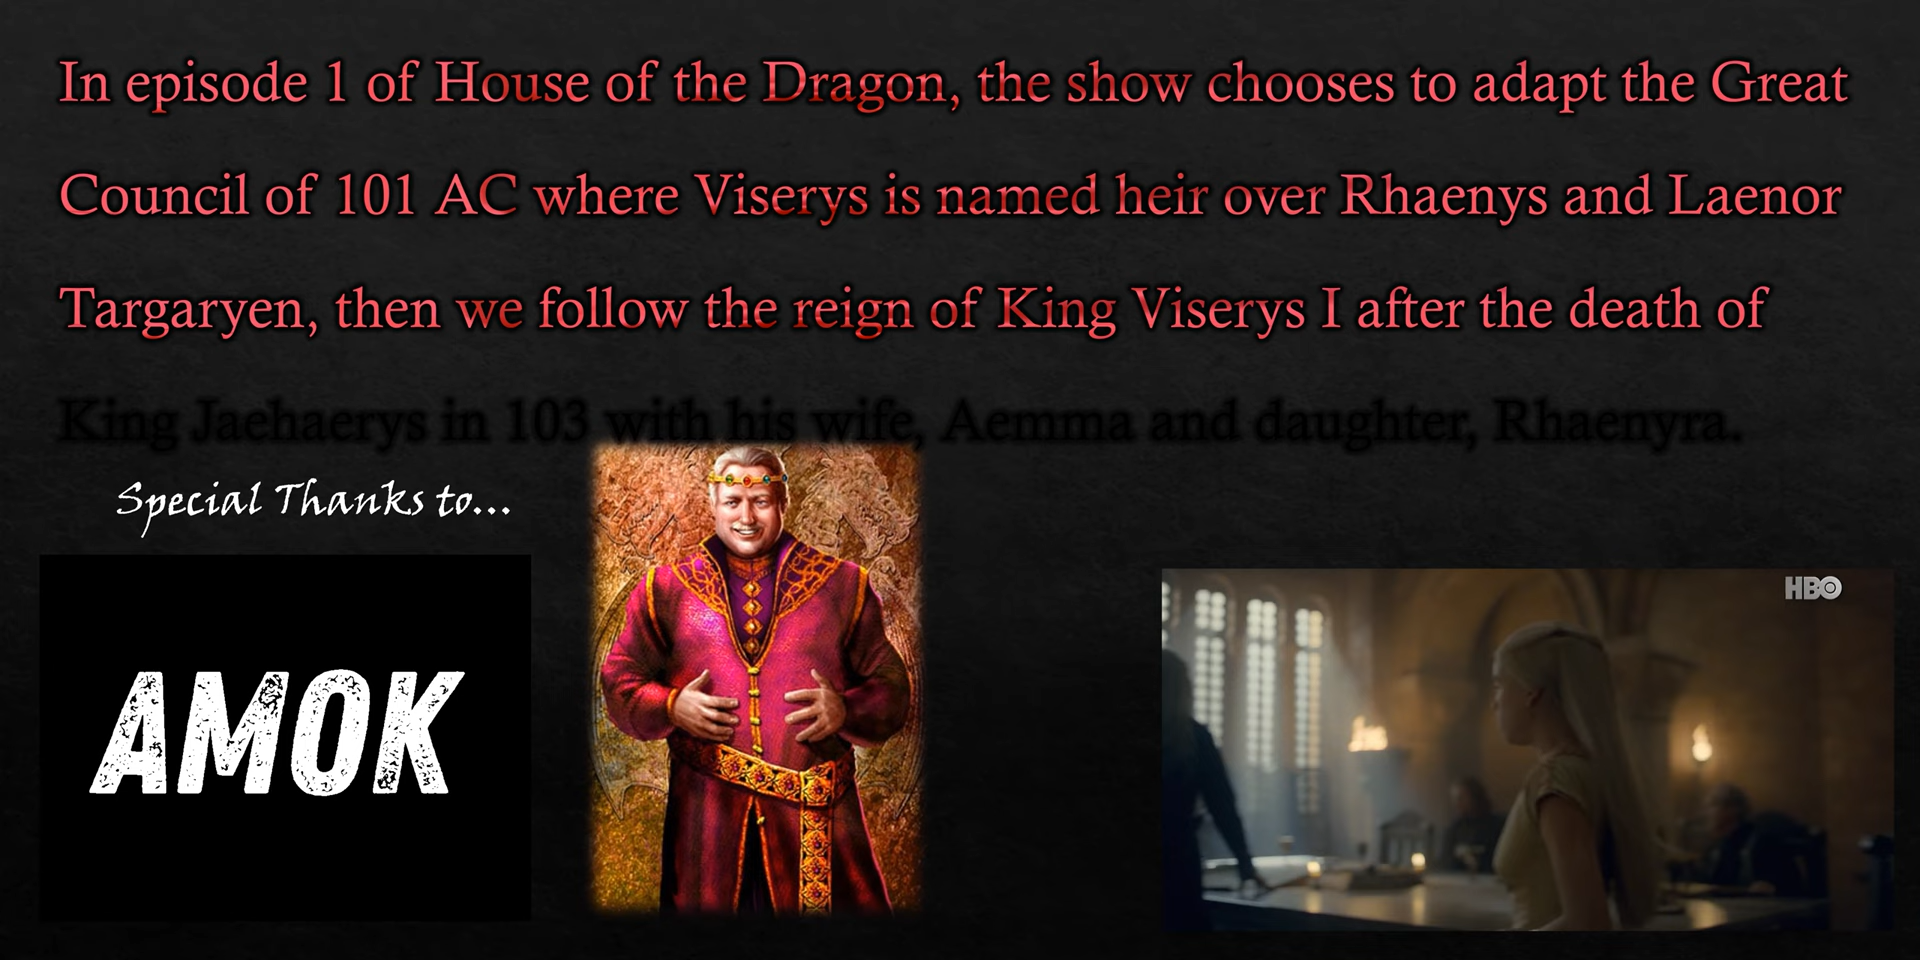 In episode 1 of House of the Dragon, the show chooses to adapt the Great
Council of 101 AC where Viserys is named heir over Rhaenys and Laenor
Targaryen, then we follow the reign of King Viserys I after the death of
King Jaehaerys in 103 with his wife, Aemma and daughter, Rhaenyra.
Special Thanks to...
AMOK
HBO